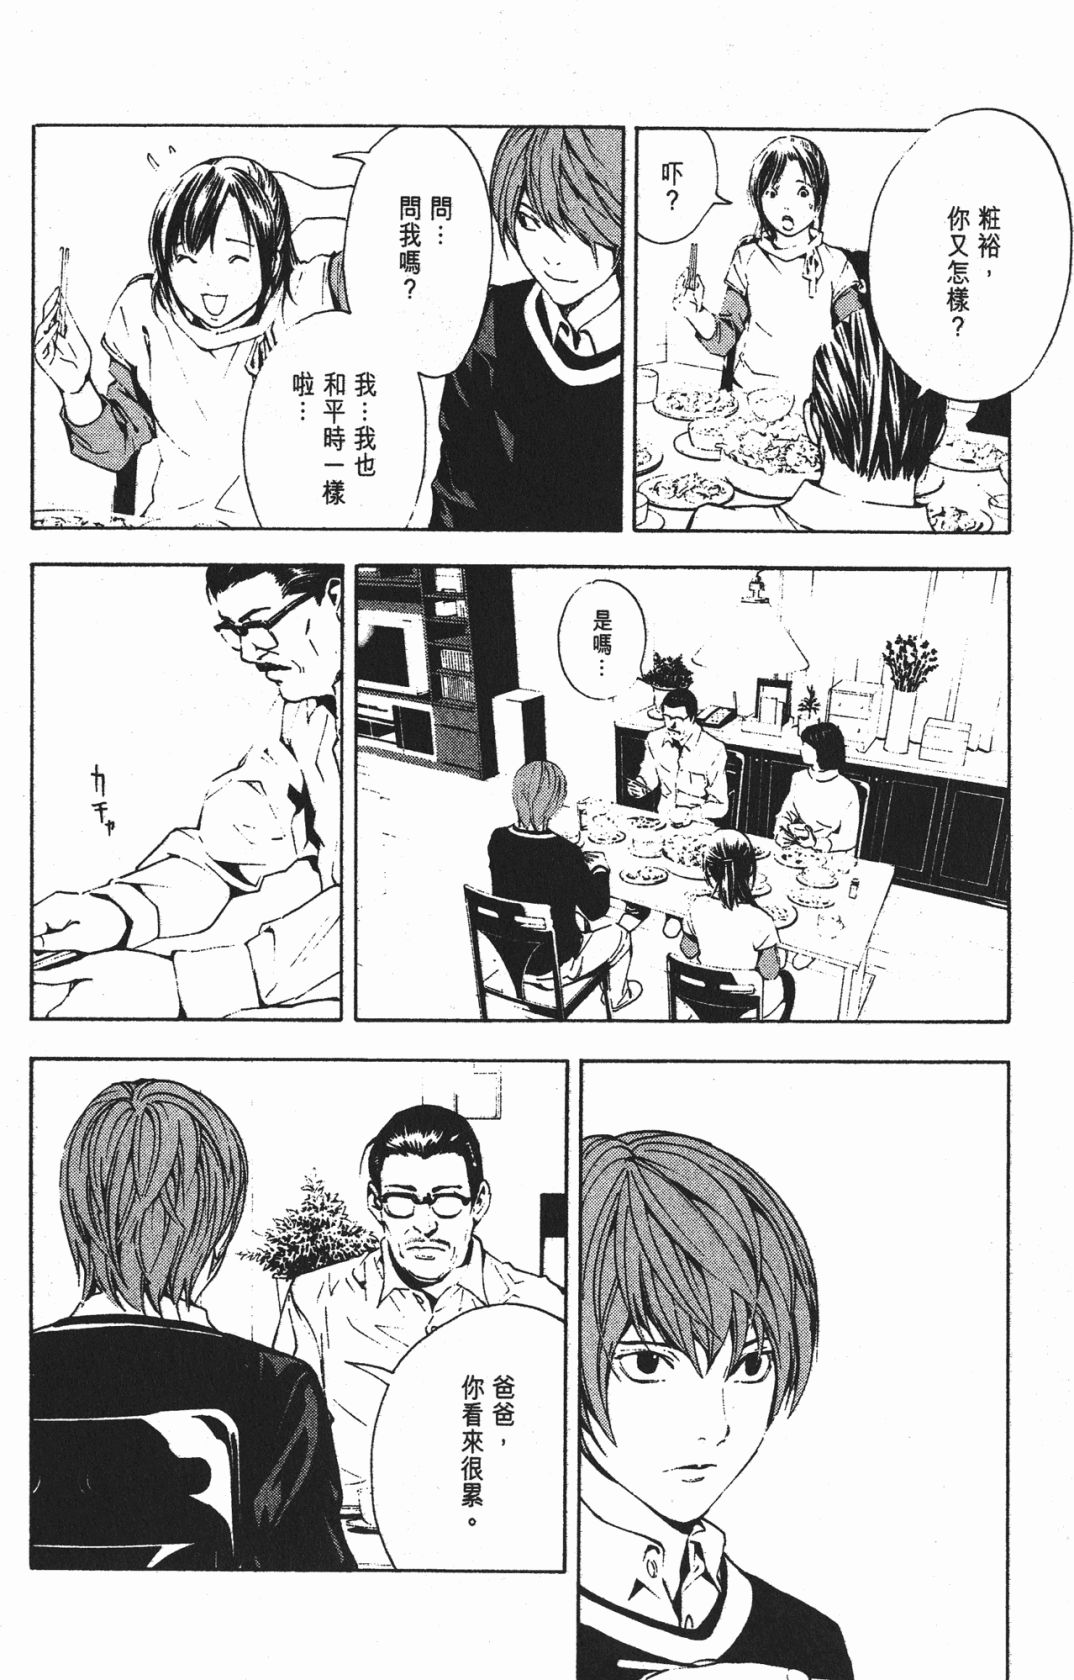 粧裕，
你又怎樣？
吓？
問…
問我嗎？
我…我也
和平時一樣
啦…
是嗎…
カチャ
爸爸，
你看來很累。